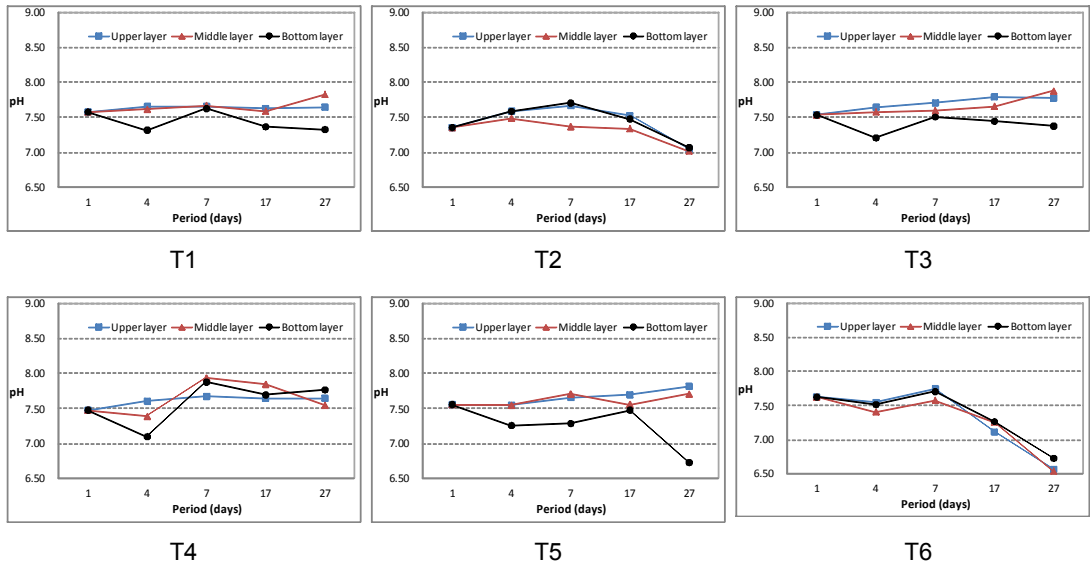 9.00
8.50
Upper layer Middle layer Bottom layer
8.00
pH
7.50
7.00
6.50
1 4 7 17 27
Period (days)
T1
9.00
8.50
Upper layer Middle layer Bottom layer
8.00
pH
7.50
7.00
6.50
1 4 7 17 27
Period (days)
T2
9.00
8.50
Upper layer Middle layer Bottom layer
8.00
pH
7.50
7.00
6.50
1 4 7 17 27
Period (days)
T3
9.00
8.50
Upper layer Middle layer Bottom layer
8.00
pH
7.50
7.00
6.50
1 4 7 17 27
Period (days)
T4
9.00
8.50
Upper layer Middle layer Bottom layer
8.00
pH
7.50
7.00
6.50
1 4 7 17 27
Period (days)
T5
9.00
8.50
Upper layer Middle layer Bottom layer
8.00
pH
7.50
7.00
6.50
1 4 7 17 27
Period (days)
T6